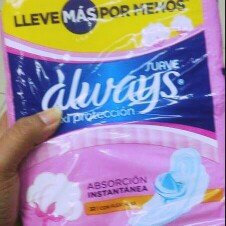 LLEVE MÁS POR MENOS
SUAVE
always
protección
ABSORCIÓN
INSTANTÁNEA